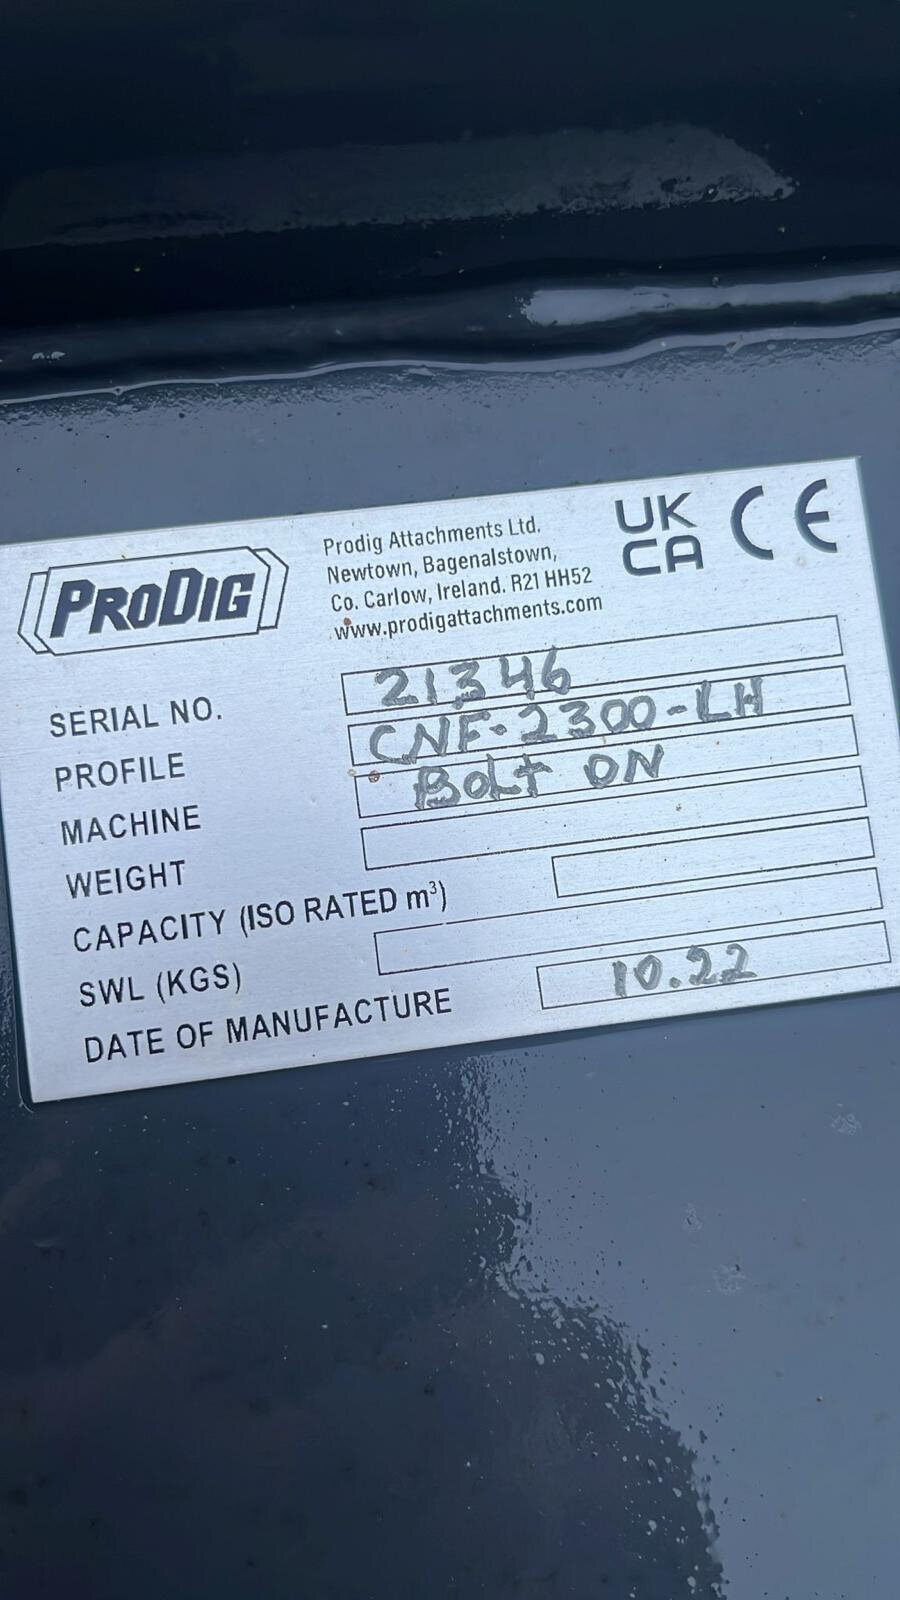 PRODIG
Prodig Attachments Ltd.
Newtown, Bagenalstown,
Co. Carlow, Ireland. R21 HH52
www.prodigattachments.com
UK
CA
CE
SERIAL NO. 21346
PROFILE CNF-2300-LH
MACHINE Bolt ON
WEIGHT
CAPACITY (ISO RATED m³)
SWL (KGS)
DATE OF MANUFACTURE 10.22